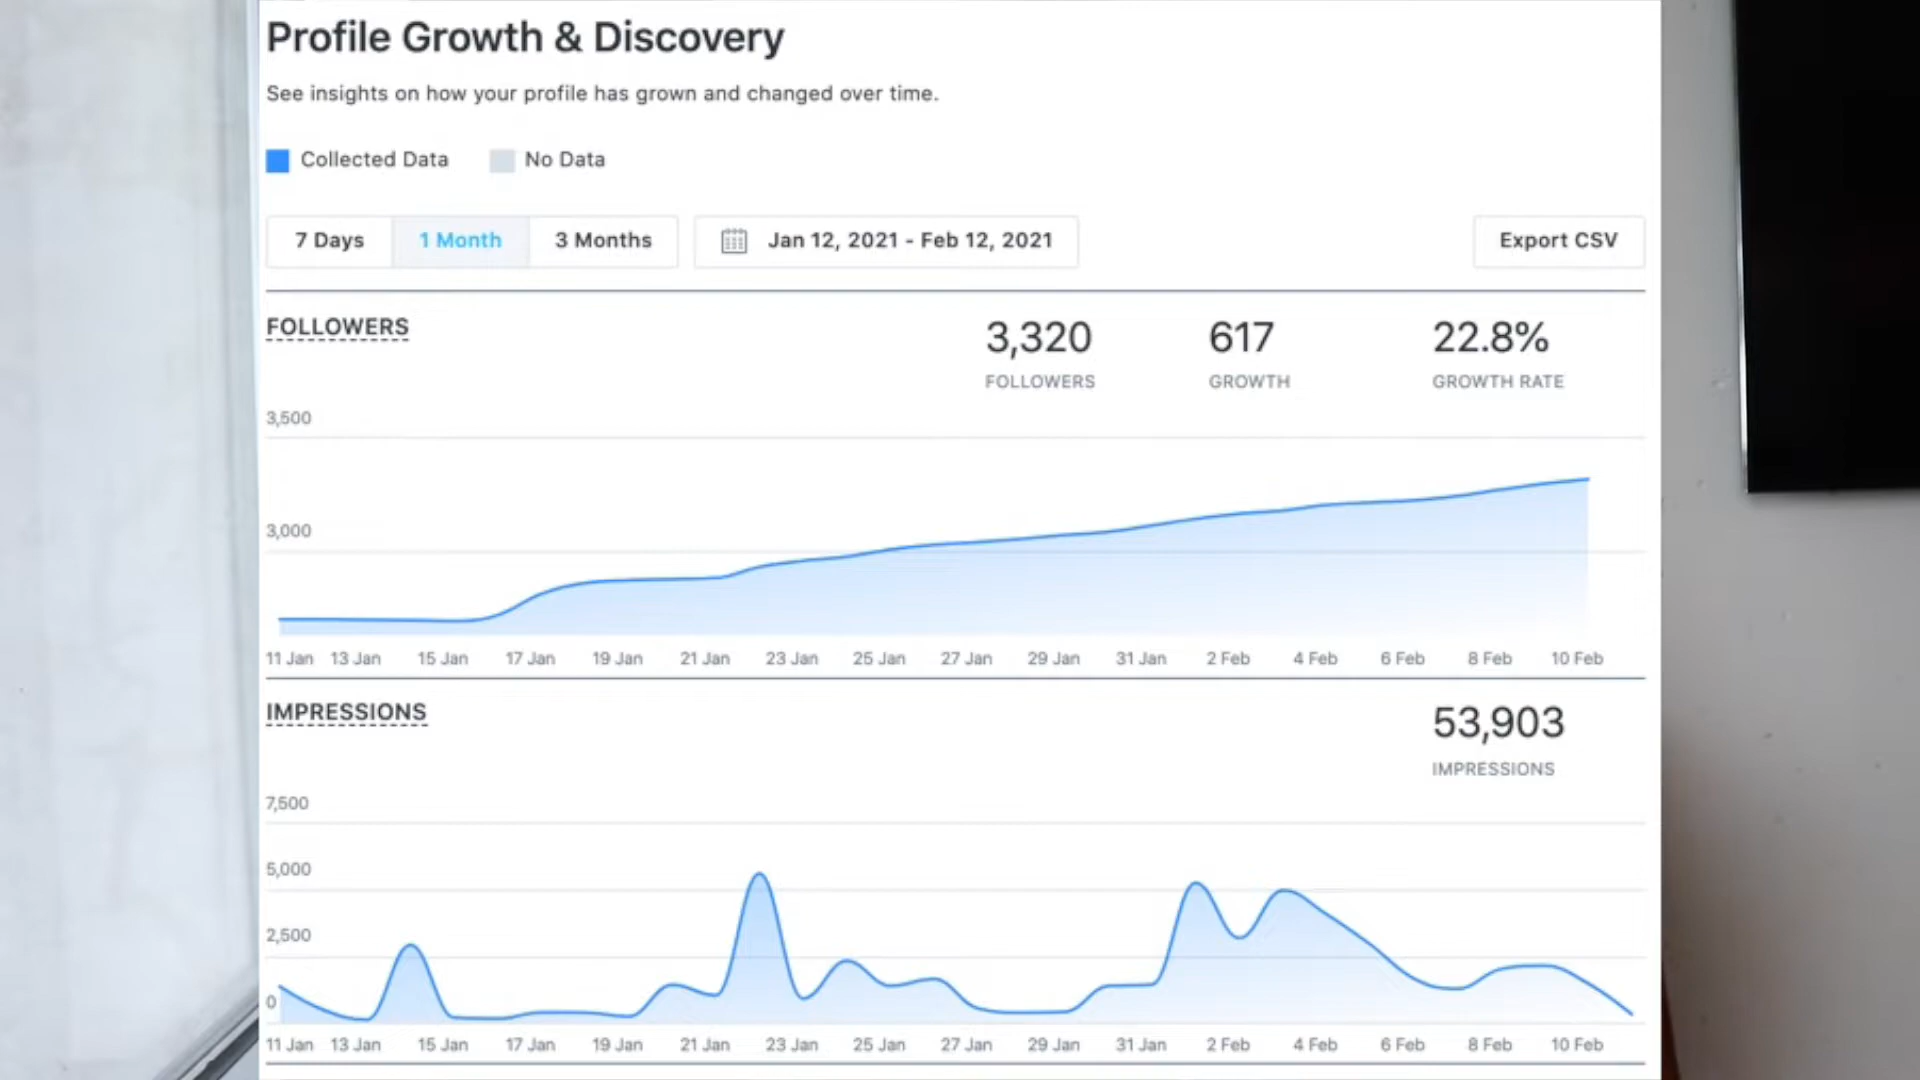 Profile Growth & Discovery
See insights on how your profile has grown and changed over time.
Collected Data No Data
7 Days 1 Month 3 Months Jan 12, 2021 - Feb 12, 2021 Export CSV
FOLLOWERS
3,320 617 22.8%
FOLLOWERS GROWTH GROWTH RATE
3,500
3,000
11 Jan 13 Jan 15 Jan 17 Jan 19 Jan 21 Jan 23 Jan 25 Jan 27 Jan 29 Jan 31 Jan 2 Feb 4 Feb 6 Feb 8 Feb 10 Feb
IMPRESSIONS
53,903
IMPRESSIONS
7,500
5,000
2,500
0
11 Jan 13 Jan 15 Jan 17 Jan 19 Jan 21 Jan 23 Jan 25 Jan 27 Jan 29 Jan 31 Jan 2 Feb 4 Feb 6 Feb 8 Feb 10 Feb